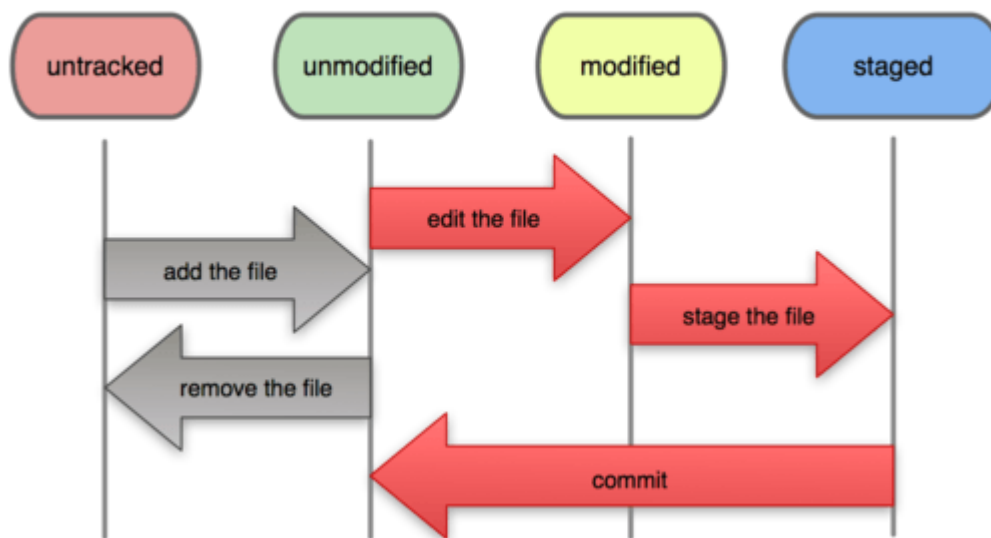 untracked
unmodified
modified
staged
edit the file
add the file
stage the file
remove the file
commit